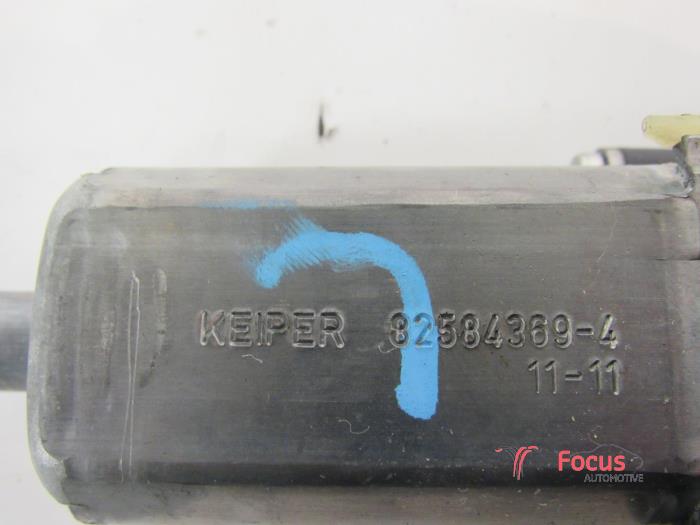 KEIPER 82584369-4
11-11
Focus
AUTOMOTIVE